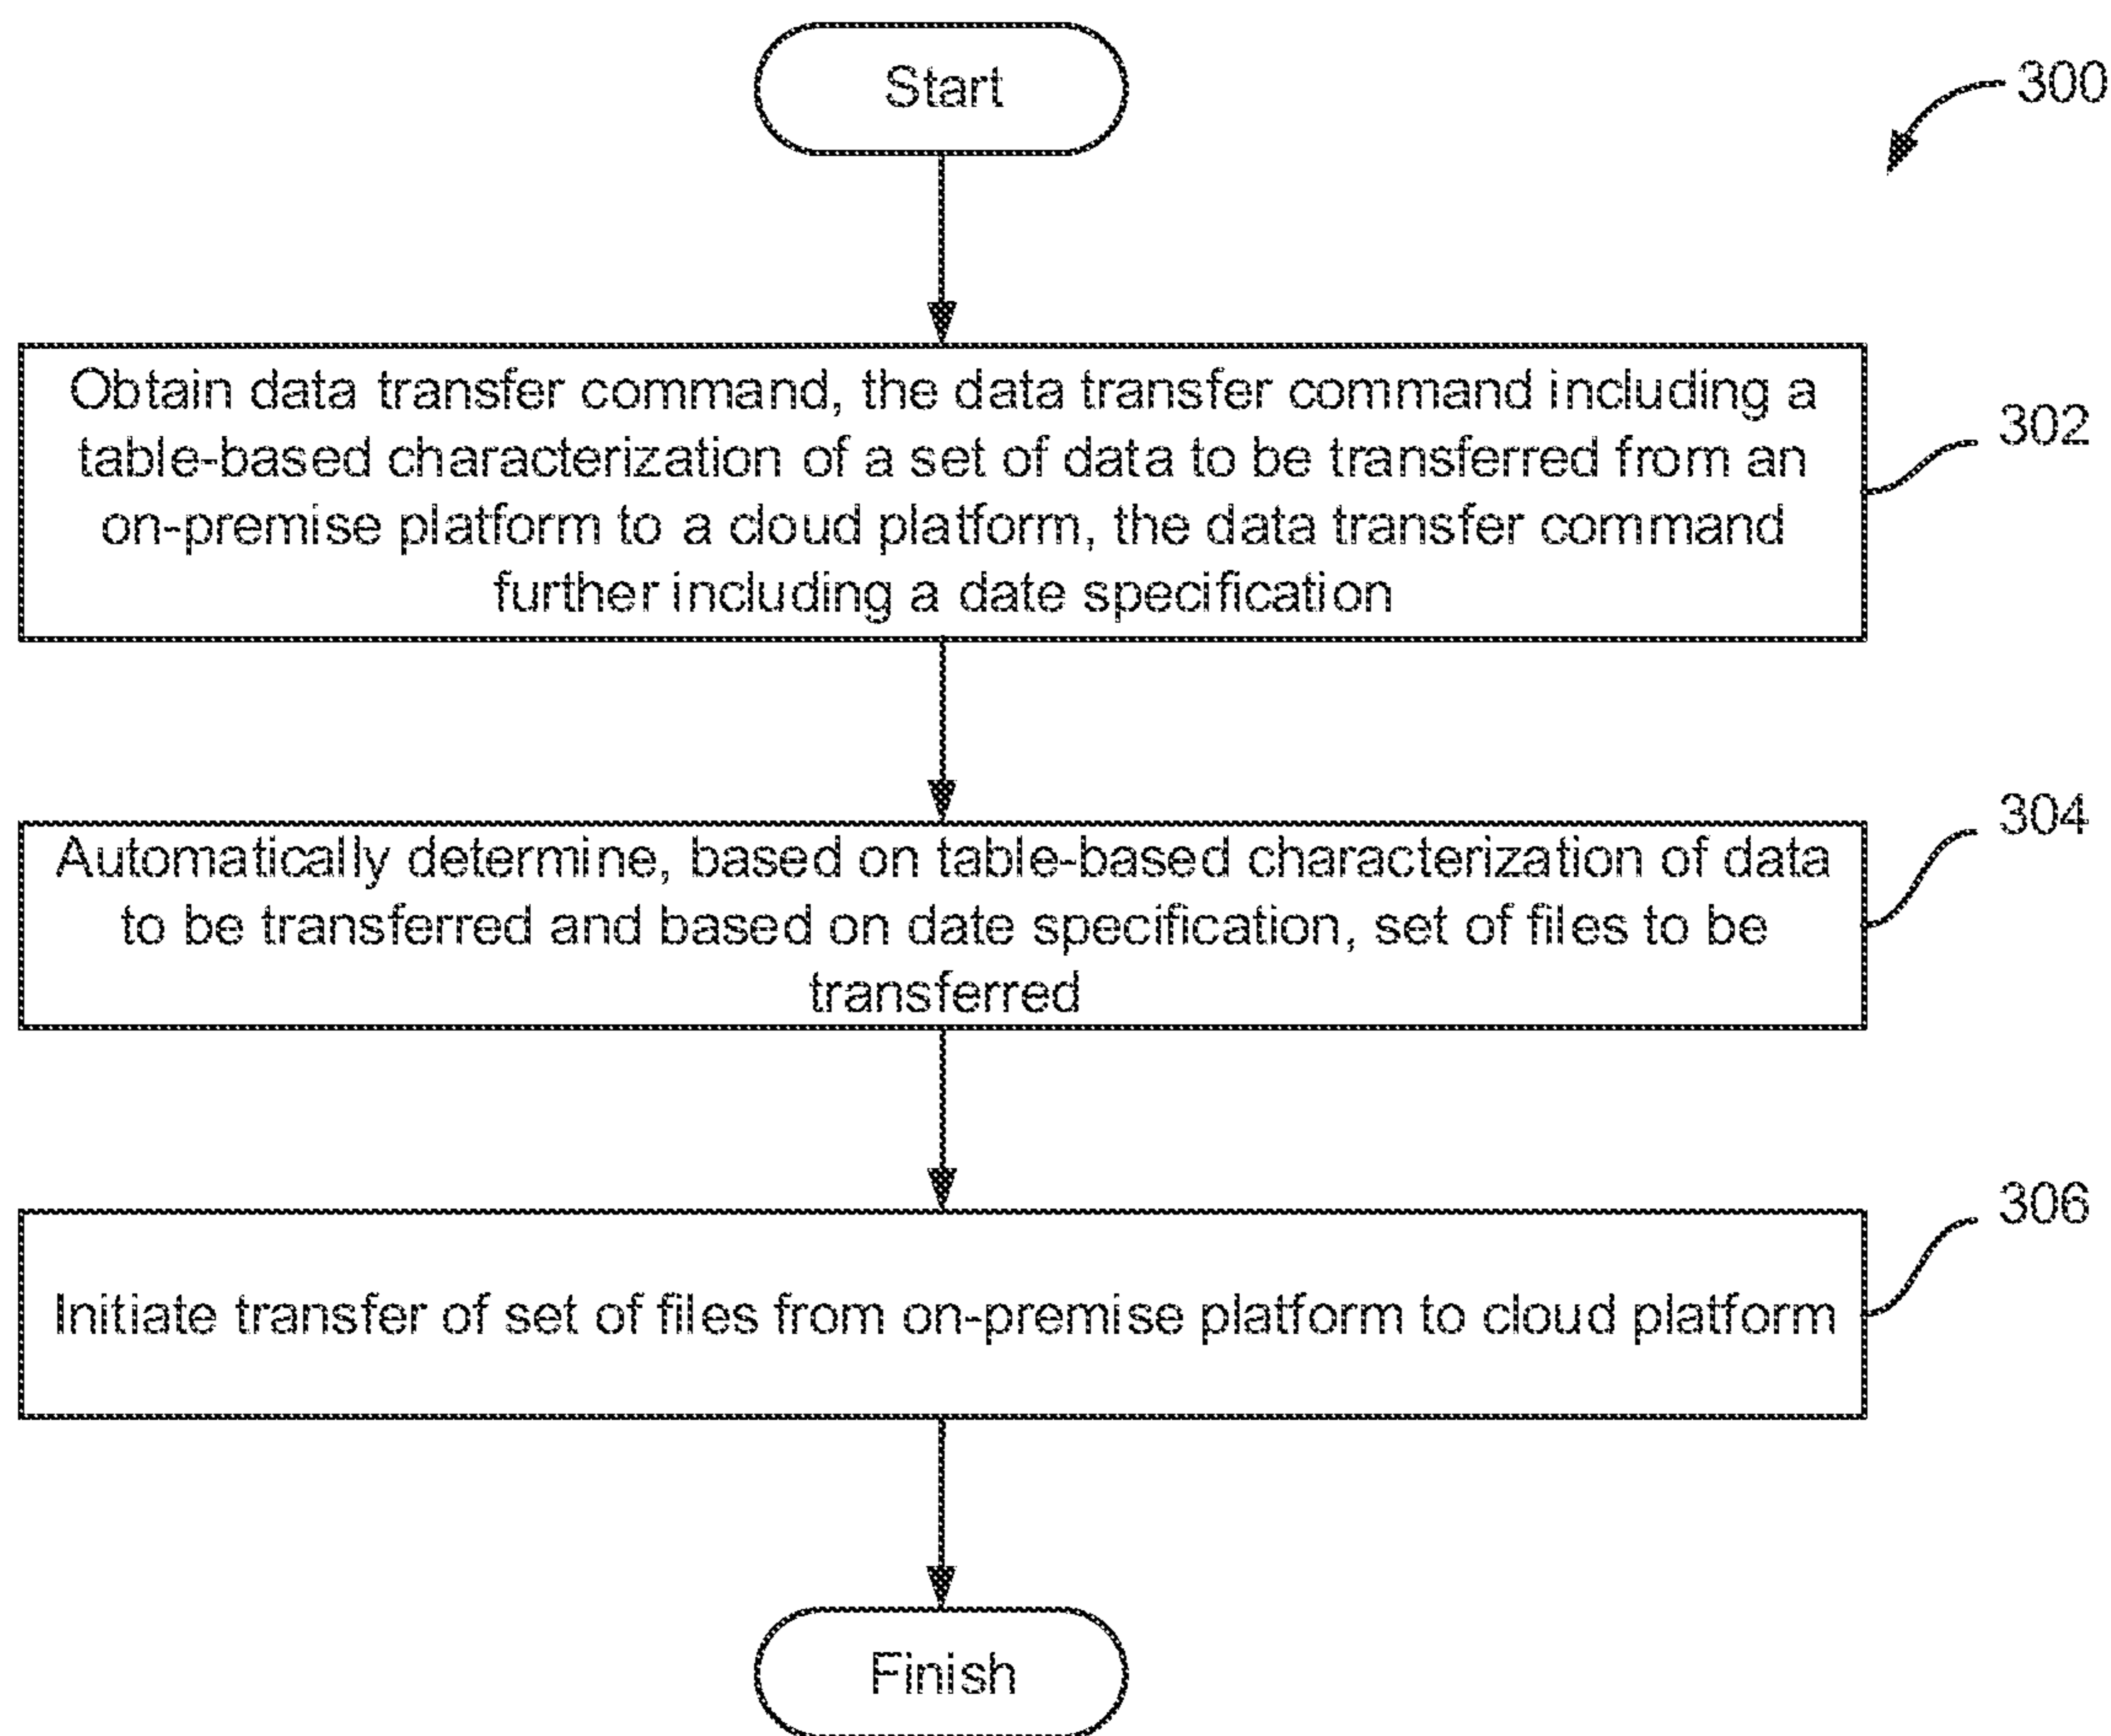 Start
300
Obtain data transfer command, the data transfer command including a
table-based characterization of a set of data to be transferred from an
on-premise platform to a cloud platform, the data transfer command
further including a date specification
302
Automatically determine, based on table-based characterization of data
to be transferred and based on date specification, set of files to be
transferred
304
Initiate transfer of set of files from on-premise platform to cloud platform
306
Finish